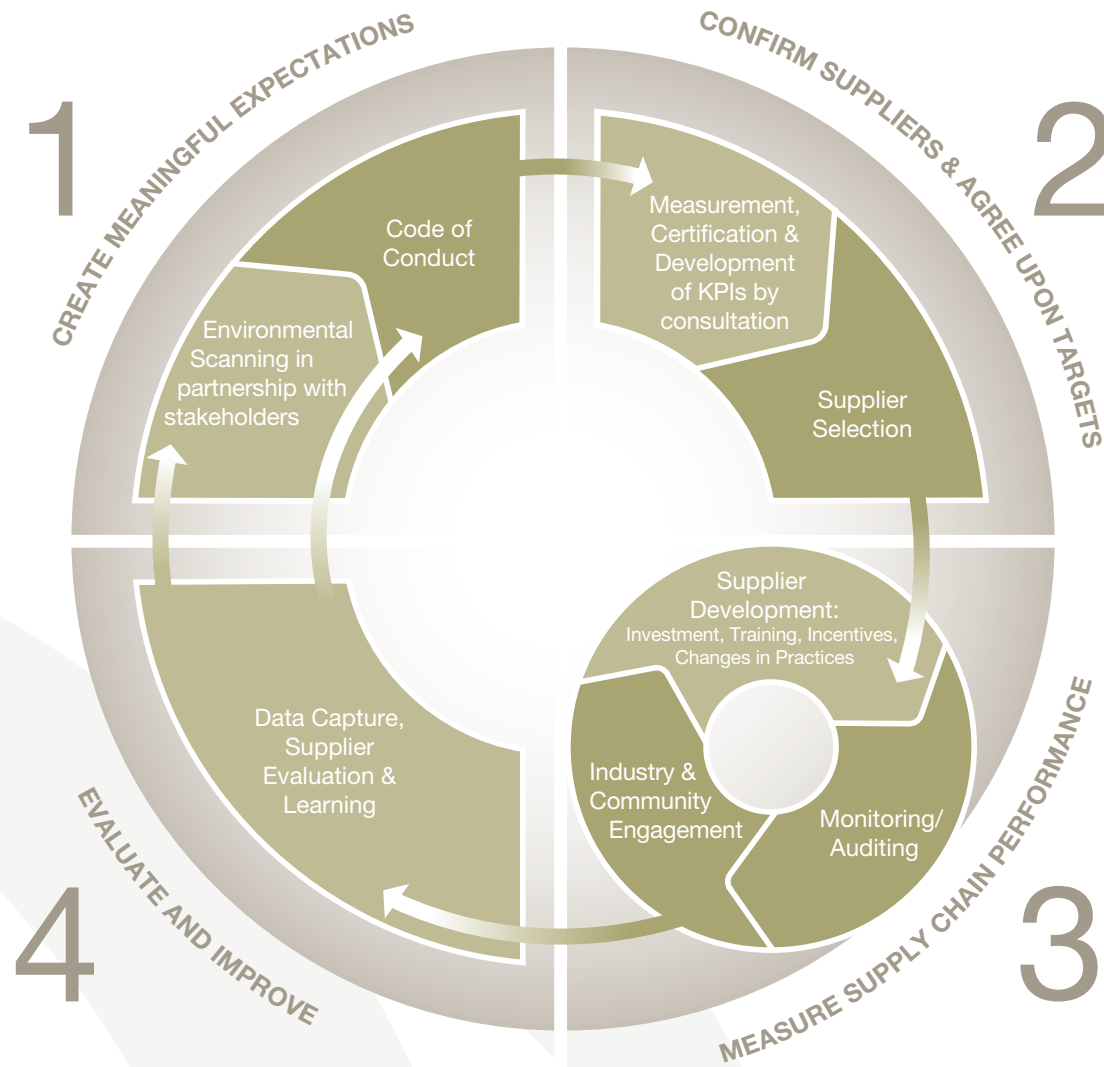 1
CREATE MEANINGFUL EXPECTATIONS
Code of
Conduct
Environmental
Scanning in
partnership with
stakeholders
2
CONFIRM SUPPLIERS & AGREE UPON TARGETS
Measurement,
Certification &
Development
of KPIs by
consultation
Supplier
Selection
3
MEASURE SUPPLY CHAIN PERFORMANCE
Supplier
Development:
Investment, Training, Incentives,
Changes in Practices
Monitoring/
Auditing
Industry &
Community
Engagement
4
EVALUATE AND IMPROVE
Data Capture,
Supplier
Evaluation &
Learning